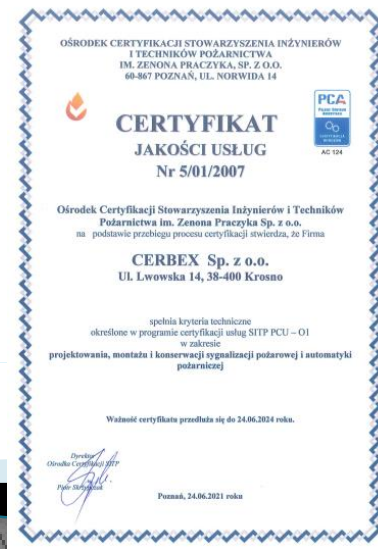 OŚRODEK CERTYFIKACJI STOWARZYSZENIA INŻYNIERÓW
I TECHNIKÓW POŻARNICTWA
IM. ZENONA PRACZYKA, SP. Z O.O.
60-867 POZNAŃ, UL. NORWIDA 14
PCA
AC 124
CERTYFIKAT
JAKOŚCI USŁUG
Nr 5/01/2007
Ośrodek Certyfikacji Stowarzyszenia Inżynierów i Techników
Pożarnictwa im. Zenona Praczyka Sp. z o.o.
na podstawie przebiegu procesu certyfikacji stwierdza, że Firma
CERBEX Sp. z o.o.
Ul. Lwowska 14, 38-400 Krosno
spełnia kryteria techniczne
określone w programie certyfikacji usług SITP PCU – O1
w zakresie
projektowania, montażu i konserwacji sygnalizacji pożarowej i automatyki
pożarniczej
Ważność certyfikatu przedłuża się do 24.06.2024 roku.
Dyrektor
Ośrodka Certyfikacji SITP
Piotr
Poznań, 24.06.2021 roku